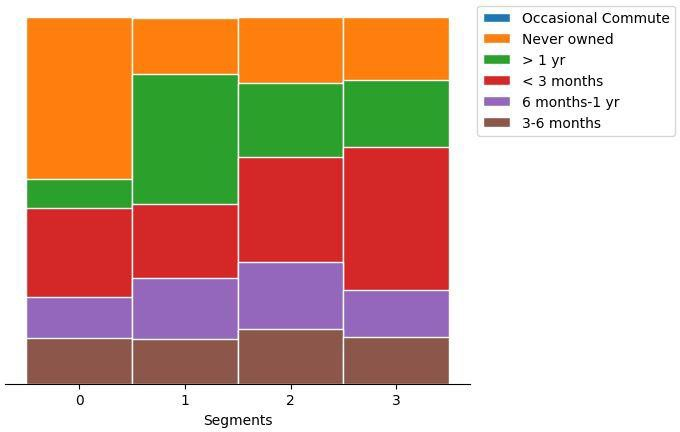 Occasional Commute
Never owned
> 1 yr
< 3 months
6 months-1 yr
3-6 months
0 1 2 3
Segments